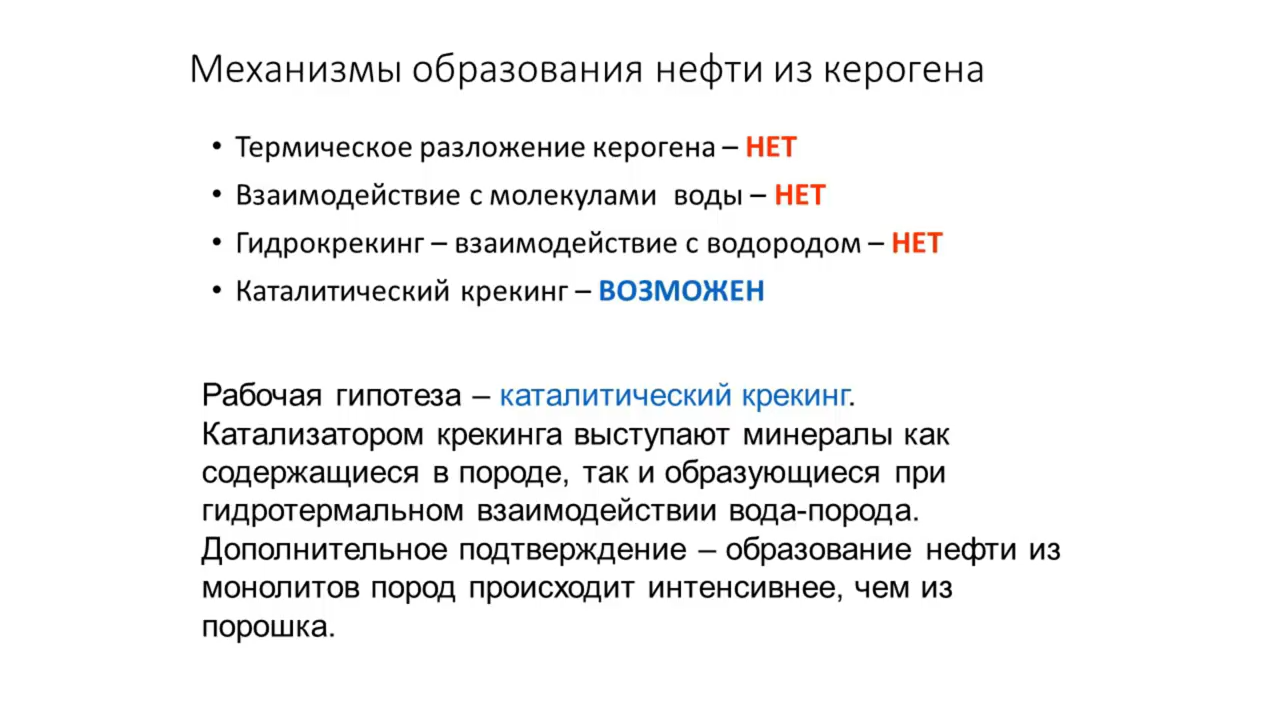 Механизмы образования нефти из керогена
• Термическое разложение керогена – НЕТ
• Взаимодействие с молекулами воды – НЕТ
• Гидрокрекинг – взаимодействие с водородом – НЕТ
• Каталитический крекинг – ВОЗМОЖЕН
Рабочая гипотеза – каталитический крекинг.
Катализатором крекинга выступают минералы как
содержащиеся в породе, так и образующиеся при
гидротермальном взаимодействии вода-порода.
Дополнительное подтверждение – образование нефти из
монолитов пород происходит интенсивнее, чем из
порошка.